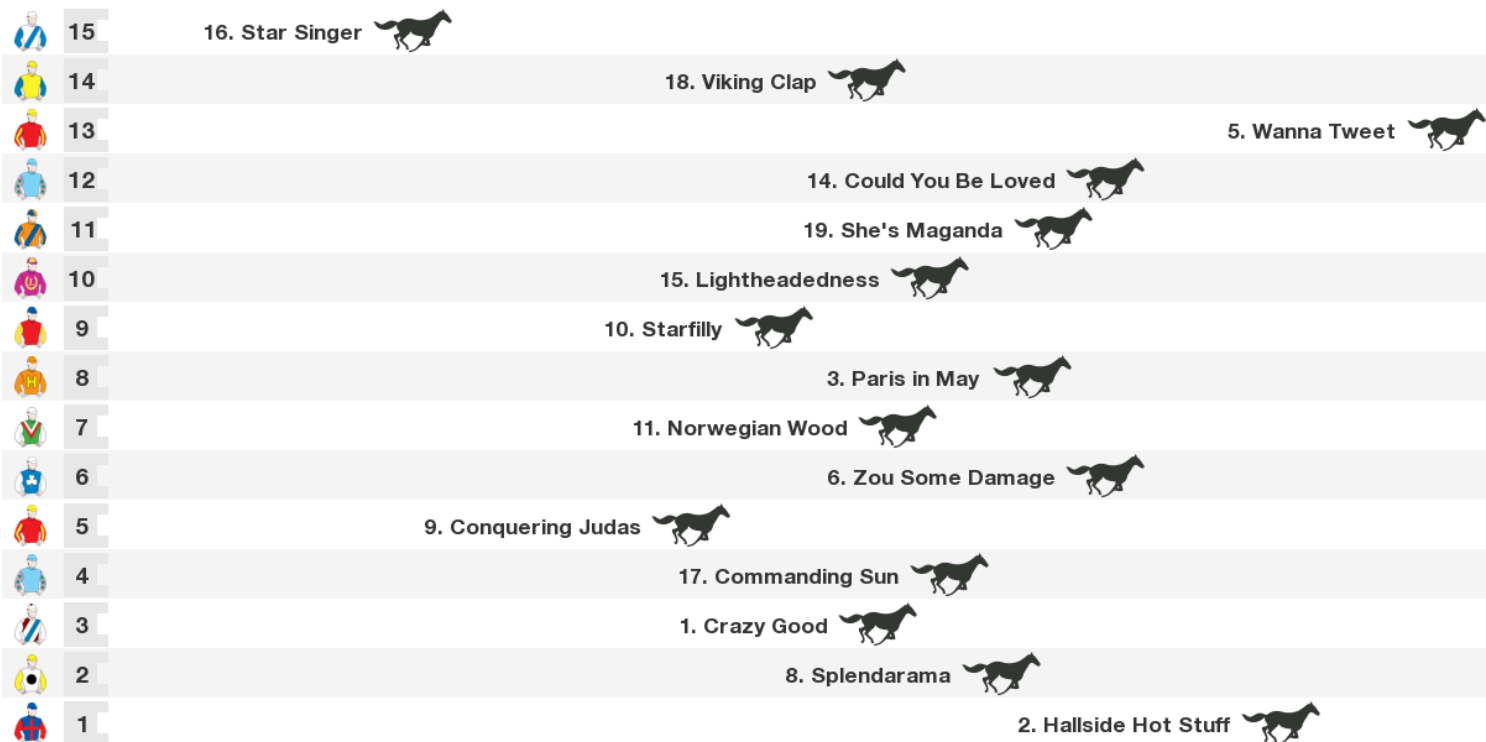 15 16. Star Singer
14 18. Viking Clap
13 5. Wanna Tweet
12 14. Could You Be Loved
11 19. She's Maganda
10 15. Lightheadedness
9 10. Starfilly
8 3. Paris in May
H
7 11. Norwegian Wood
6 6. Zou Some Damage
5 9. Conquering Judas
4 17. Commanding Sun
3 1. Crazy Good
2 8. Splendarama
1 2. Hallside Hot Stuff